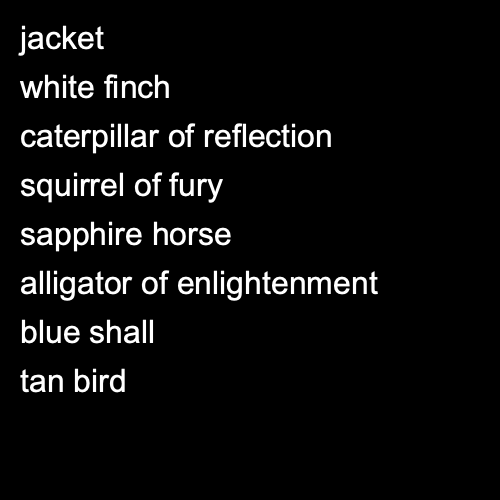 jacket
white finch
caterpillar of reflection
squirrel of fury
sapphire horse
alligator of enlightenment
blue shall
tan bird